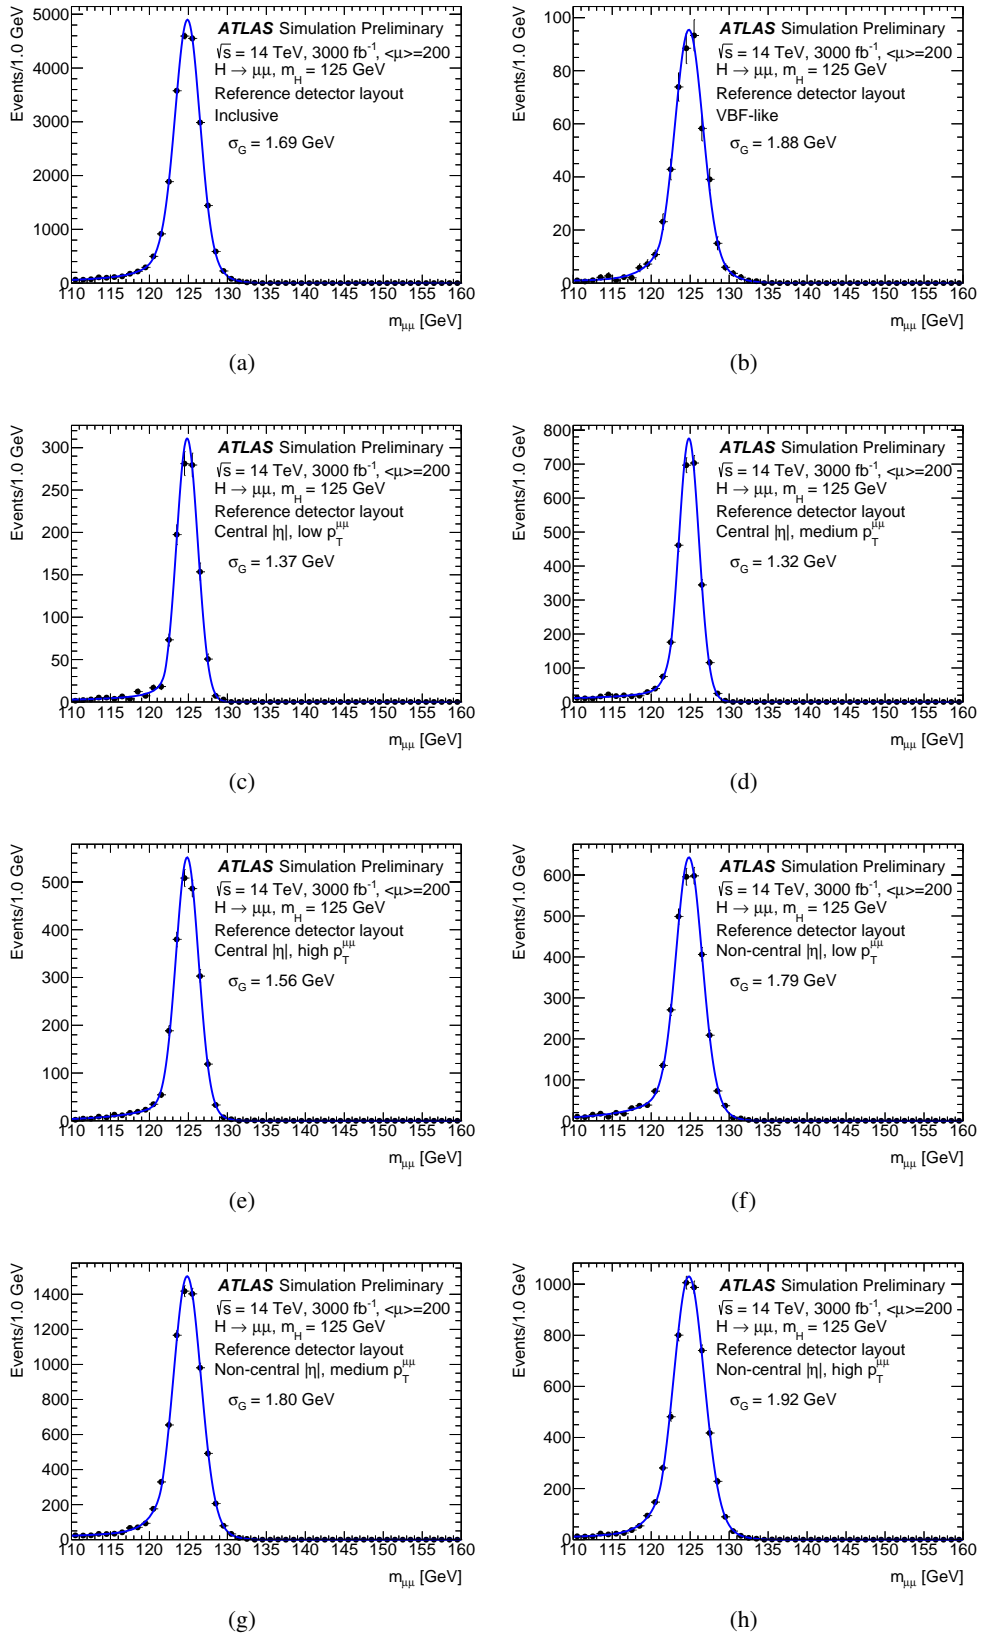 Events/1.0 GeV
5000
4000
3000
2000
1000
0
ATLAS Simulation Preliminary
√s = 14 TeV, 3000 fb⁻¹, <μ>=200
H → μμ, m_H = 125 GeV
Reference detector layout
Inclusive
σ_G = 1.69 GeV
110 115 120 125 130 135 140 145 150 155 160
m_μμ [GeV]
(a)
Events/1.0 GeV
100
80
60
40
20
0
ATLAS Simulation Preliminary
√s = 14 TeV, 3000 fb⁻¹, <μ>=200
H → μμ, m_H = 125 GeV
Reference detector layout
VBF-like
σ_G = 1.88 GeV
110 115 120 125 130 135 140 145 150 155 160
m_μμ [GeV]
(b)
Events/1.0 GeV
300
250
200
150
100
50
0
ATLAS Simulation Preliminary
√s = 14 TeV, 3000 fb⁻¹, <μ>=200
H → μμ, m_H = 125 GeV
Reference detector layout
Central |η|, low p_T^μμ
σ_G = 1.37 GeV
110 115 120 125 130 135 140 145 150 155 160
m_μμ [GeV]
(c)
Events/1.0 GeV
800
700
600
500
400
300
200
100
0
ATLAS Simulation Preliminary
√s = 14 TeV, 3000 fb⁻¹, <μ>=200
H → μμ, m_H = 125 GeV
Reference detector layout
Central |η|, medium p_T^μμ
σ_G = 1.32 GeV
110 115 120 125 130 135 140 145 150 155 160
m_μμ [GeV]
(d)
Events/1.0 GeV
500
400
300
200
100
0
ATLAS Simulation Preliminary
√s = 14 TeV, 3000 fb⁻¹, <μ>=200
H → μμ, m_H = 125 GeV
Reference detector layout
Central |η|, high p_T^μμ
σ_G = 1.56 GeV
110 115 120 125 130 135 140 145 150 155 160
m_μμ [GeV]
(e)
Events/1.0 GeV
600
500
400
300
200
100
0
ATLAS Simulation Preliminary
√s = 14 TeV, 3000 fb⁻¹, <μ>=200
H → μμ, m_H = 125 GeV
Reference detector layout
Non-central |η|, low p_T^μμ
σ_G = 1.79 GeV
110 115 120 125 130 135 140 145 150 155 160
m_μμ [GeV]
(f)
Events/1.0 GeV
1400
1200
1000
800
600
400
200
0
ATLAS Simulation Preliminary
√s = 14 TeV, 3000 fb⁻¹, <μ>=200
H → μμ, m_H = 125 GeV
Reference detector layout
Non-central |η|, medium p_T^μμ
σ_G = 1.80 GeV
110 115 120 125 130 135 140 145 150 155 160
m_μμ [GeV]
(g)
Events/1.0 GeV
1000
800
600
400
200
0
ATLAS Simulation Preliminary
√s = 14 TeV, 3000 fb⁻¹, <μ>=200
H → μμ, m_H = 125 GeV
Reference detector layout
Non-central |η|, high p_T^μμ
σ_G = 1.92 GeV
110 115 120 125 130 135 140 145 150 155 160
m_μμ [GeV]
(h)